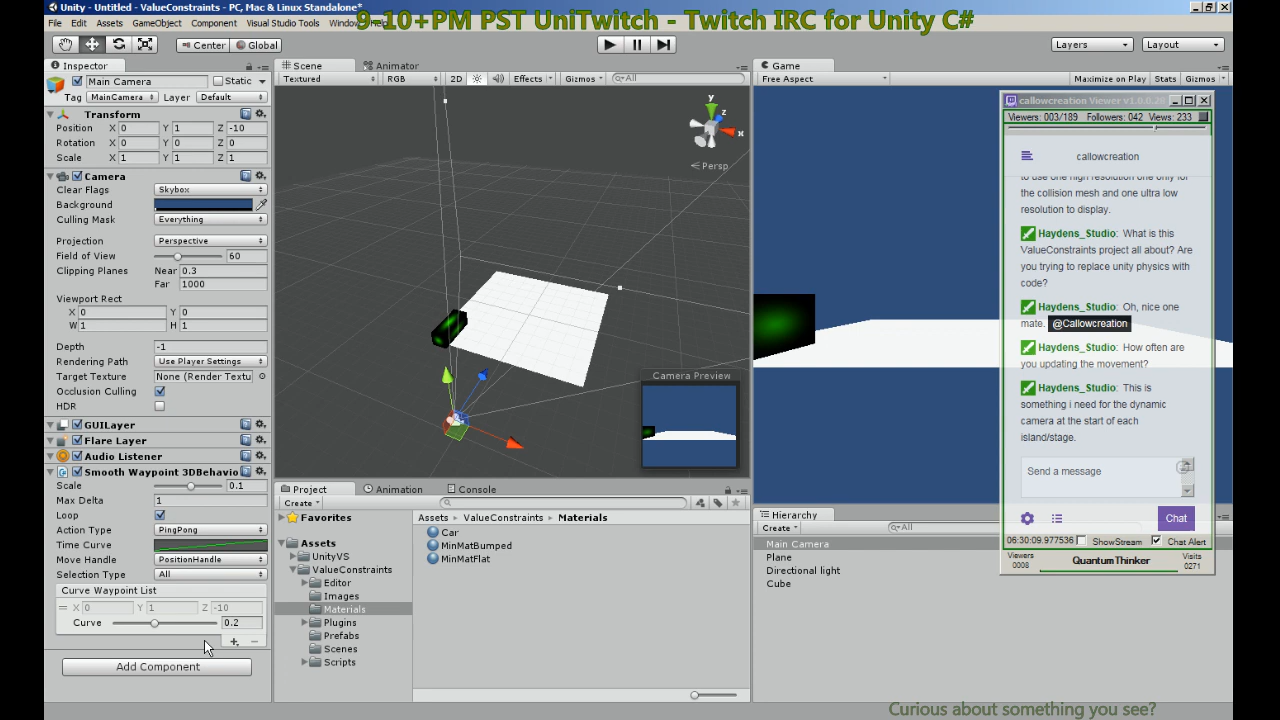 Unity - Untitled - ValueConstraints - PC, Mac & Linux Standalone*
9-10+PM PST UniTwitch - Twitch IRC for Unity C#
File Edit Assets GameObject Component Visual Studio Tools Window
Center Global
Layers Layout
Inspector
Main Camera Static
Tag MainCamera Layer Default
Transform
Position X 0 Y 1 Z -10
Rotation X 0 Y 0 Z 0
Scale X 1 Y 1 Z 1
Camera
Clear Flags Skybox
Background
Culling Mask Everything
Projection Perspective
Field of View 60
Clipping Planes Near 0.3
Far 1000
Viewport Rect
X 0 Y 0
W 1 H 1
Depth -1
Rendering Path Use Player Settings
Target Texture None (Render Textu
Occlusion Culling
HDR
GUILayer
Flare Layer
Audio Listener
Smooth Waypoint 3DBehavio
Scale 0.1
Max Delta 1
Loop
Action Type PingPong
Time Curve
Move Handle PositionHandle
Selection Type All
Curve Waypoint List
X 0 Y 1 Z -10
Curve 0.2
Add Component
Scene Animator
Textured RGB 2D Effects Gizmos All
y
z
x
Persp
Camera Preview
Game
Free Aspect Maximize on Play Stats Gizmos
Project Animation Console
Create
Favorites
Assets
UnityVS
ValueConstraints
Editor
Images
Materials
Plugins
Prefabs
Scenes
Scripts
Assets ValueConstraints Materials
Car
MinMatBumped
MinMatFlat
Hierarchy
Create All
Main Camera
Plane
Directional light
Cube
callowcreation Viewer v1.0.0.20
Viewers: 003/189 Followers: 042 Views: 233
callowcreation
to use one high resolution one only for
the collision mesh and one ultra low
resolution to display.
Haydens_Studio: What is this
ValueConstraints project all about? Are
you trying to replace unity physics with
code?
Haydens_Studio: Oh, nice one
mate. @Callowcreation
Haydens_Studio: How often are
you updating the movement?
Haydens_Studio: This is
something i need for the dynamic
camera at the start of each
island/stage.
Send a message
Chat
06:30:09.977536 ShowStream Chat Alert
Viewers QuantumThinker Visits
0008 0271
Curious about something you see?